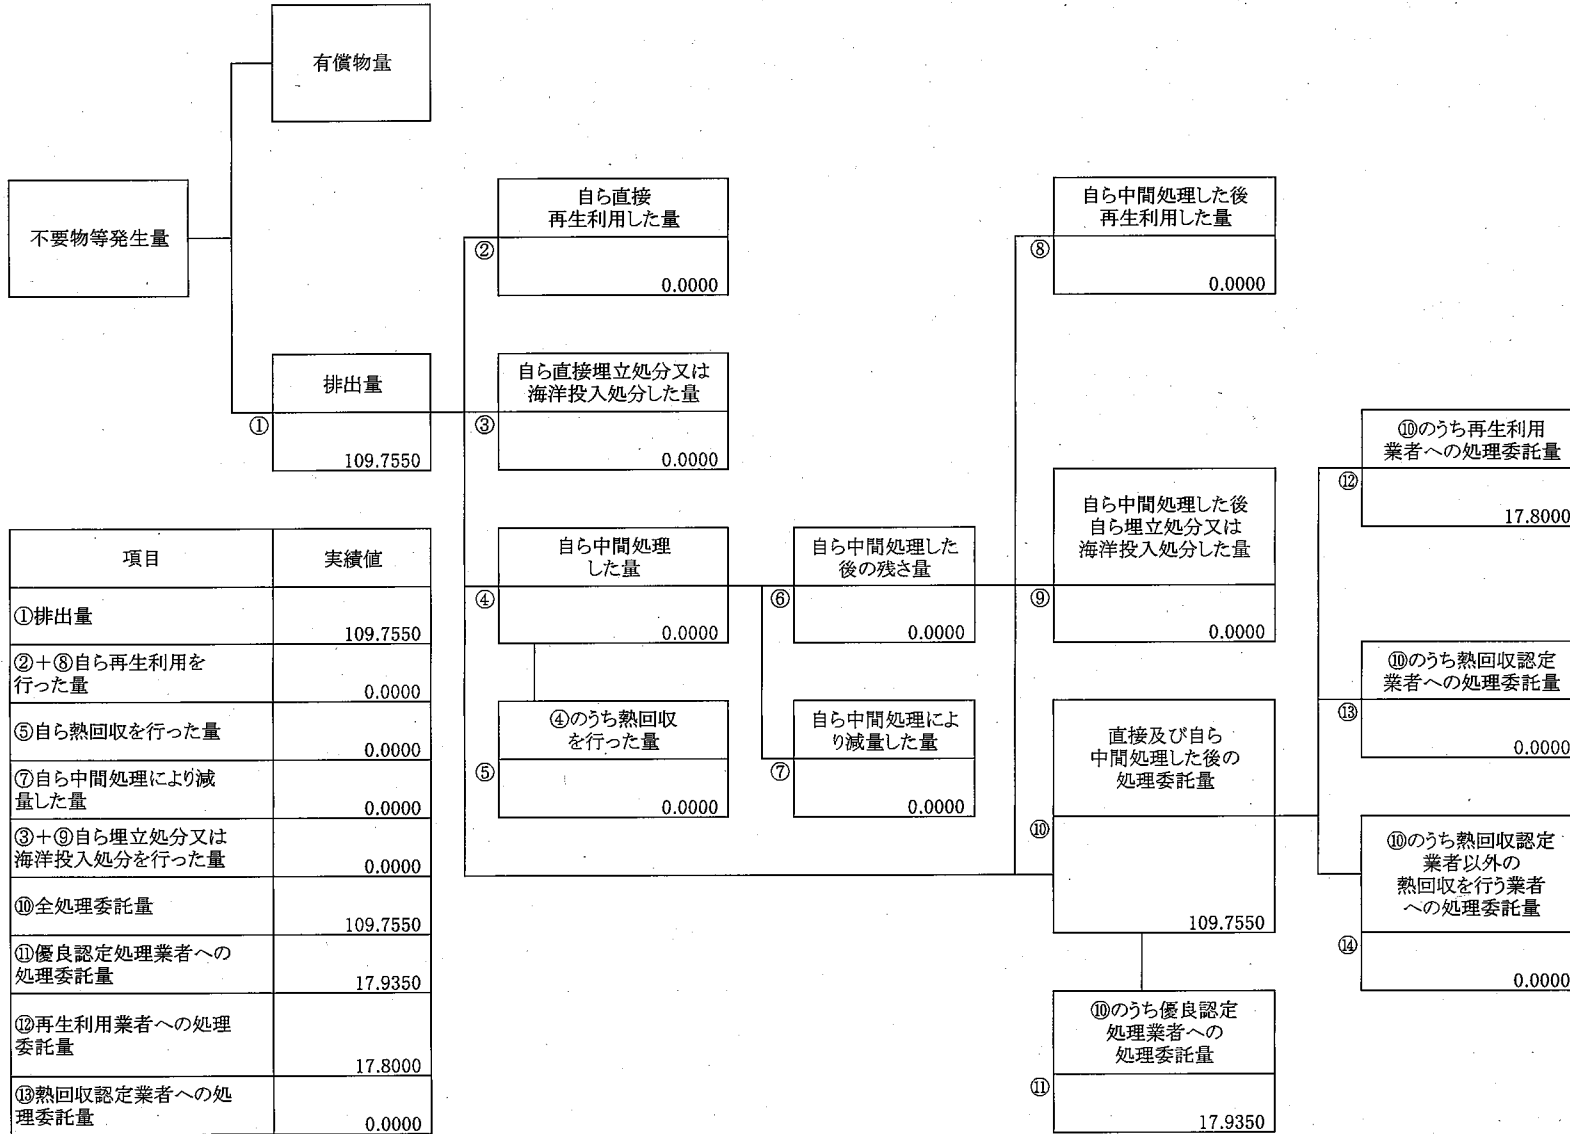 有償物量
不要物等発生量
自ら直接
再生利用した量
②
0.0000
自ら中間処理した後
再生利用した量
⑧
0.0000
排出量
①
109.7550
自ら直接埋立処分又は
海洋投入処分した量
③
0.0000
⑩のうち再生利用
業者への処理委託量
⑫
17.8000
自ら中間処理
した量
④
0.0000
自ら中間処理した
後の残さ量
⑥
0.0000
自ら中間処理した後
自ら埋立処分又は
海洋投入処分した量
⑨
0.0000
④のうち熱回収
を行った量
⑤
0.0000
自ら中間処理によ
り減量した量
⑦
0.0000
直接及び自ら
中間処理した後の
処理委託量
⑩
109.7550
⑩のうち熱回収認定
業者への処理委託量
⑬
0.0000
⑩のうち熱回収認定
業者以外の
熱回収を行う業者
への処理委託量
⑭
0.0000
⑩のうち優良認定
処理業者への
処理委託量
⑪
17.9350
項目 実績値
①排出量
109.7550
②+⑧自ら再生利用を
行った量 0.0000
⑤自ら熱回収を行った量
0.0000
⑦自ら中間処理により減
量した量 0.0000
③+⑨自ら埋立処分又は
海洋投入処分を行った量 0.0000
⑩全処理委託量
109.7550
⑪優良認定処理業者への
処理委託量 17.9350
⑫再生利用業者への処理
委託量
17.8000
⑬熱回収認定業者への処
理委託量 0.0000